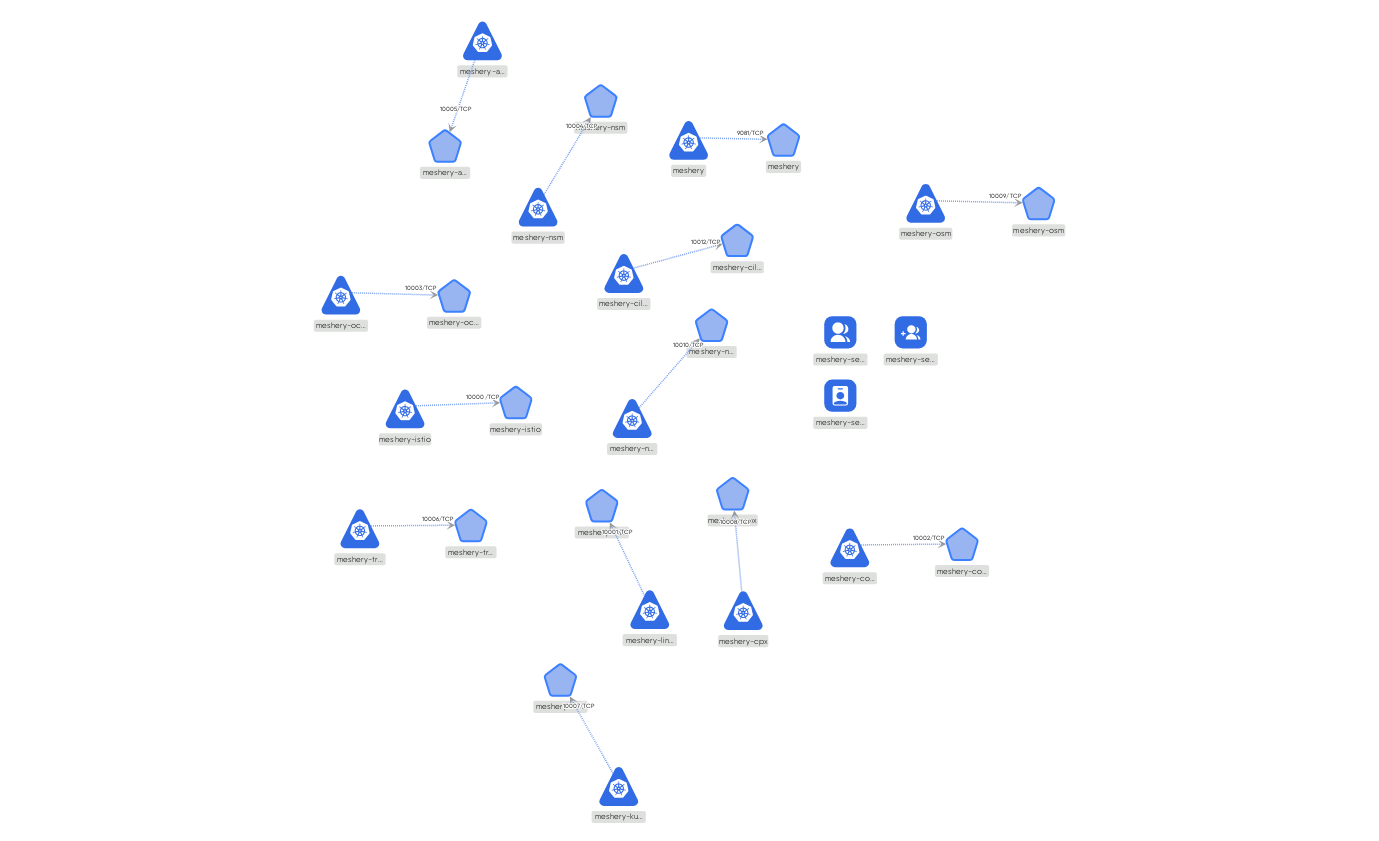 meshery -a...
10005/TCP
meshery-a...
meshery-nsm
10004/TCP
meshery-nsm
9081/TCP
meshery
meshery
10009/TCP
meshery-osm
meshery-osm
10012/TCP
meshery-cil...
meshery-cil...
10003/TCP
meshery-oc...
meshery-oc...
10010/TCP
meshery-n...
meshery-n...
meshery-se...
meshery-se...
meshery-se...
10000 /TCP
meshery-istio
meshery-istio
10006/TCP
meshery-tr...
meshery-tr...
10001/TCP
meshery-lin...
10008/TCP
meshery-cpx
10002/TCP
meshery-co...
meshery-co...
10007/TCP
meshery-ku...